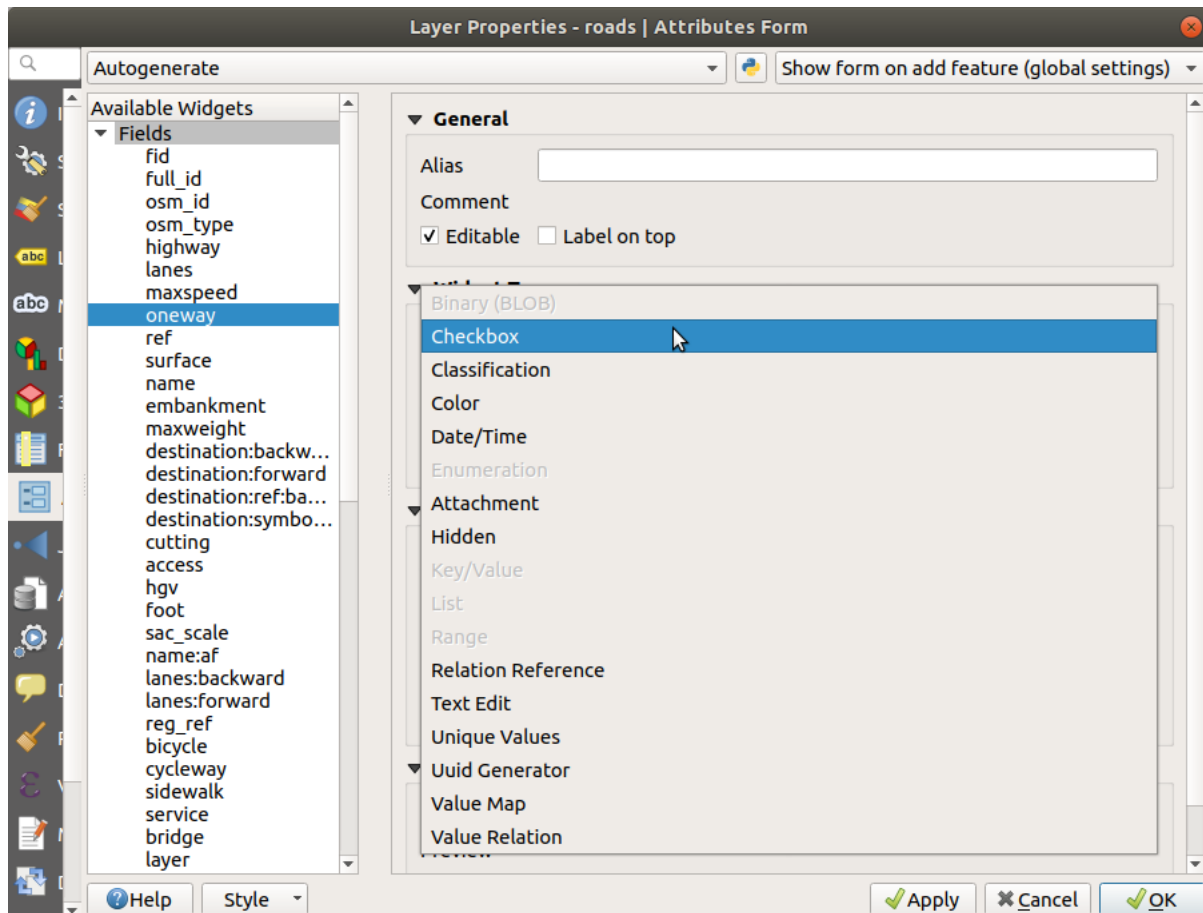 Layer Properties - roads | Attributes Form
Autogenerate
Show form on add feature (global settings)
Available Widgets
Fields
fid
full_id
osm_id
osm_type
highway
lanes
maxspeed
oneway
ref
surface
name
embankment
maxweight
destination:backw...
destination:forward
destination:ref:ba...
destination:symbo...
cutting
access
hgv
foot
sac_scale
name:af
lanes:backward
lanes:forward
reg_ref
bicycle
cycleway
sidewalk
service
bridge
layer
General
Alias
Comment
Editable
Label on top
Binary (BLOB)
Checkbox
Classification
Color
Date/Time
Enumeration
Attachment
Hidden
Key/Value
List
Range
Relation Reference
Text Edit
Unique Values
Uuid Generator
Value Map
Value Relation
abc
abc
Help
Style
Apply
Cancel
OK